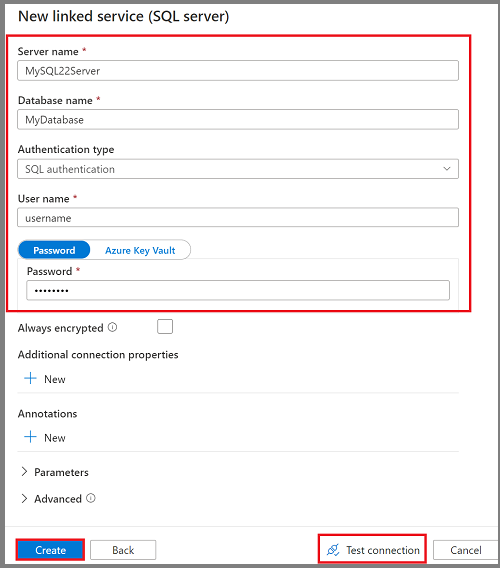 New linked service (SQL server)
Server name *
MySQL22Server
Database name *
MyDatabase
Authentication type
SQL authentication
User name *
username
Password Azure Key Vault
Password *
••••••••
Always encrypted
Additional connection properties
New
Annotations
New
Parameters
Advanced
Create Back Test connection Cancel